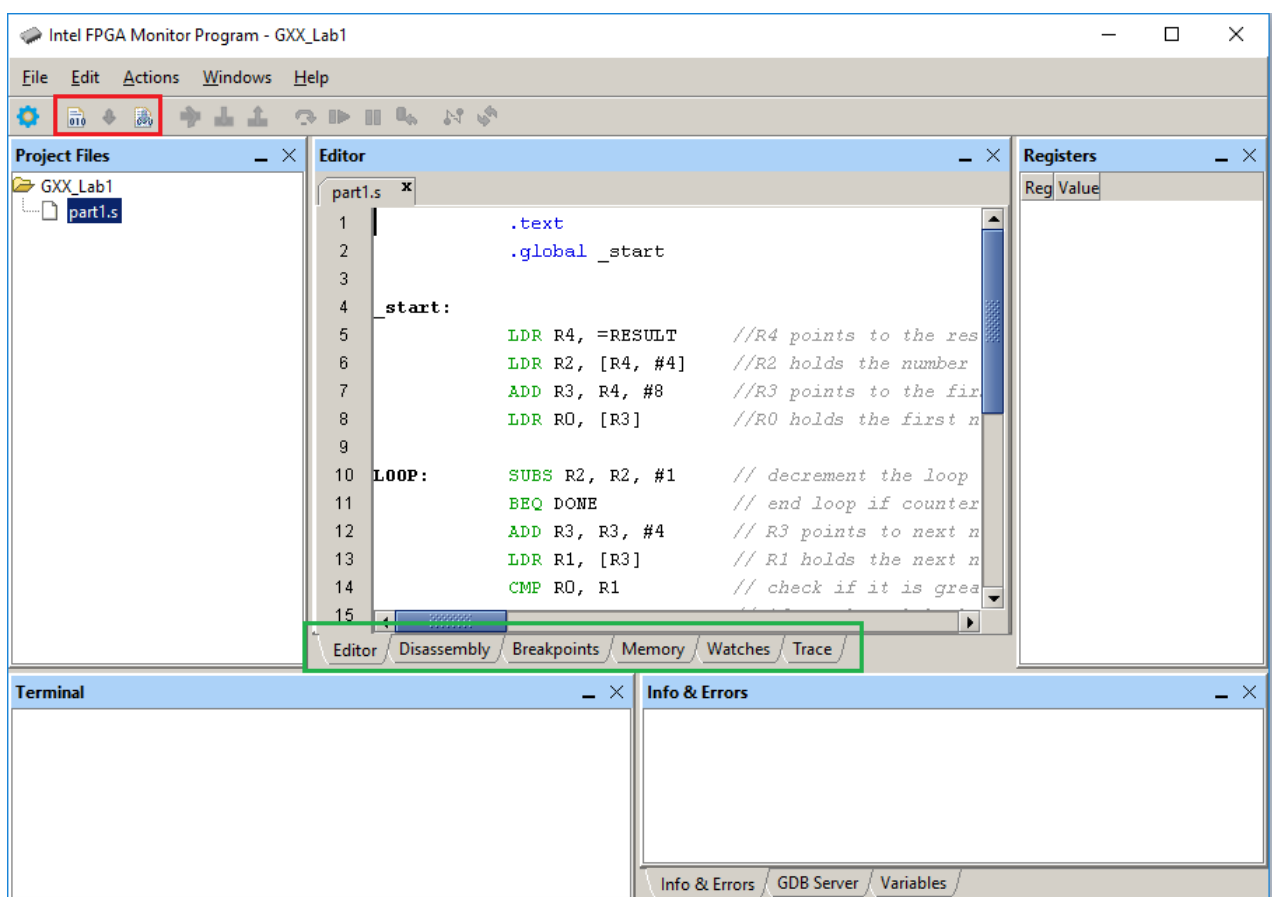 Intel FPGA Monitor Program - GXX_Lab1
File Edit Actions Windows Help
Project Files
GXX_Lab1
part1.s
Editor
part1.s x
1 .text
2 .global _start
3
4 _start:
5 LDR R4, =RESULT //R4 points to the res
6 LDR R2, [R4, #4] //R2 holds the number
7 ADD R3, R4, #8 //R3 points to the fir
8 LDR R0, [R3] //R0 holds the first n
9
10 LOOP: SUBS R2, R2, #1 // decrement the loop
11 BEQ DONE // end loop if counter
12 ADD R3, R3, #4 // R3 points to next n
13 LDR R1, [R3] // R1 holds the next n
14 CMP R0, R1 // check if it is grea
15
Editor Disassembly Breakpoints Memory Watches Trace
Registers
Reg Value
Terminal
Info & Errors
Info & Errors GDB Server Variables